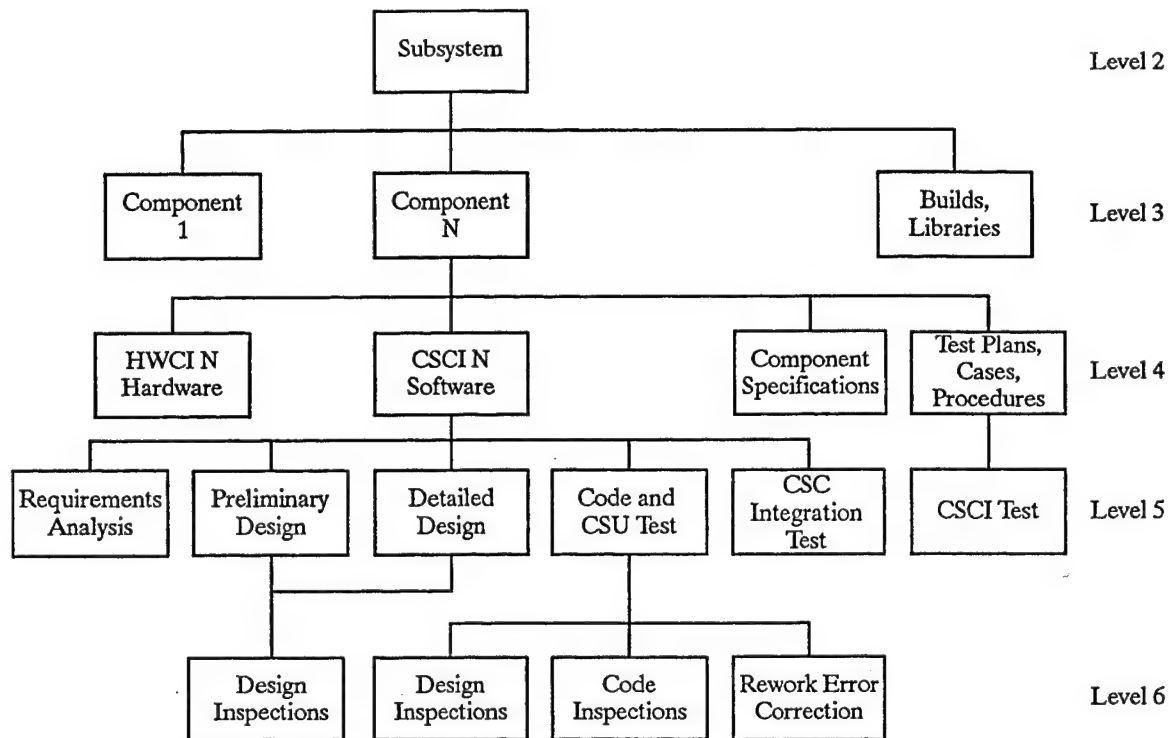 Subsystem
Level 2
Component
1
Component
N
Builds,
Libraries
Level 3
HWCI N
Hardware
CSCI N
Software
Component
Specifications
Test Plans,
Cases,
Procedures
Level 4
Requirements
Analysis
Preliminary
Design
Detailed
Design
Code and
CSU Test
CSC
Integration
Test
CSCI Test
Level 5
Design
Inspections
Design
Inspections
Code
Inspections
Rework Error
Correction
Level 6